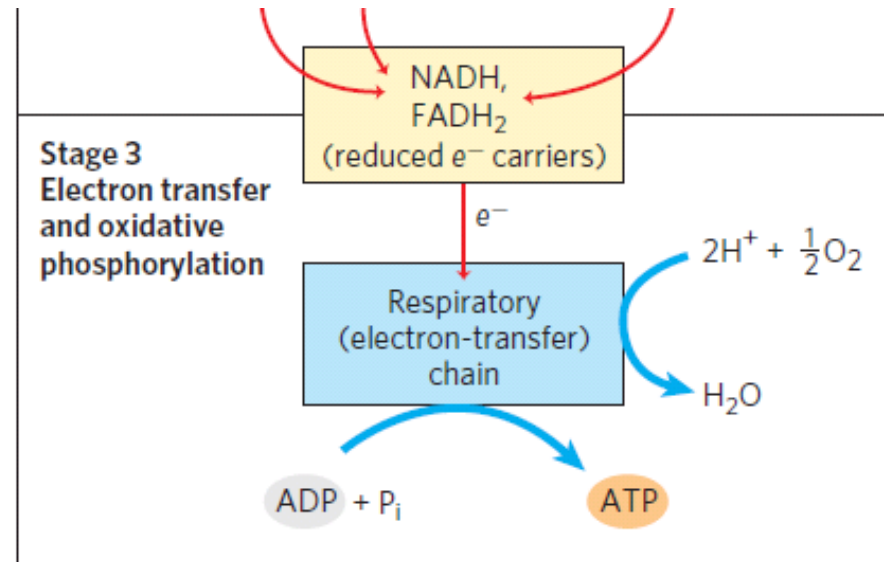 NADH,
FADH₂
(reduced e⁻ carriers)
Stage 3
Electron transfer
and oxidative
phosphorylation
e⁻
2H⁺ + ½O₂
Respiratory
(electron-transfer)
chain
H₂O
ADP + Pᵢ
ATP